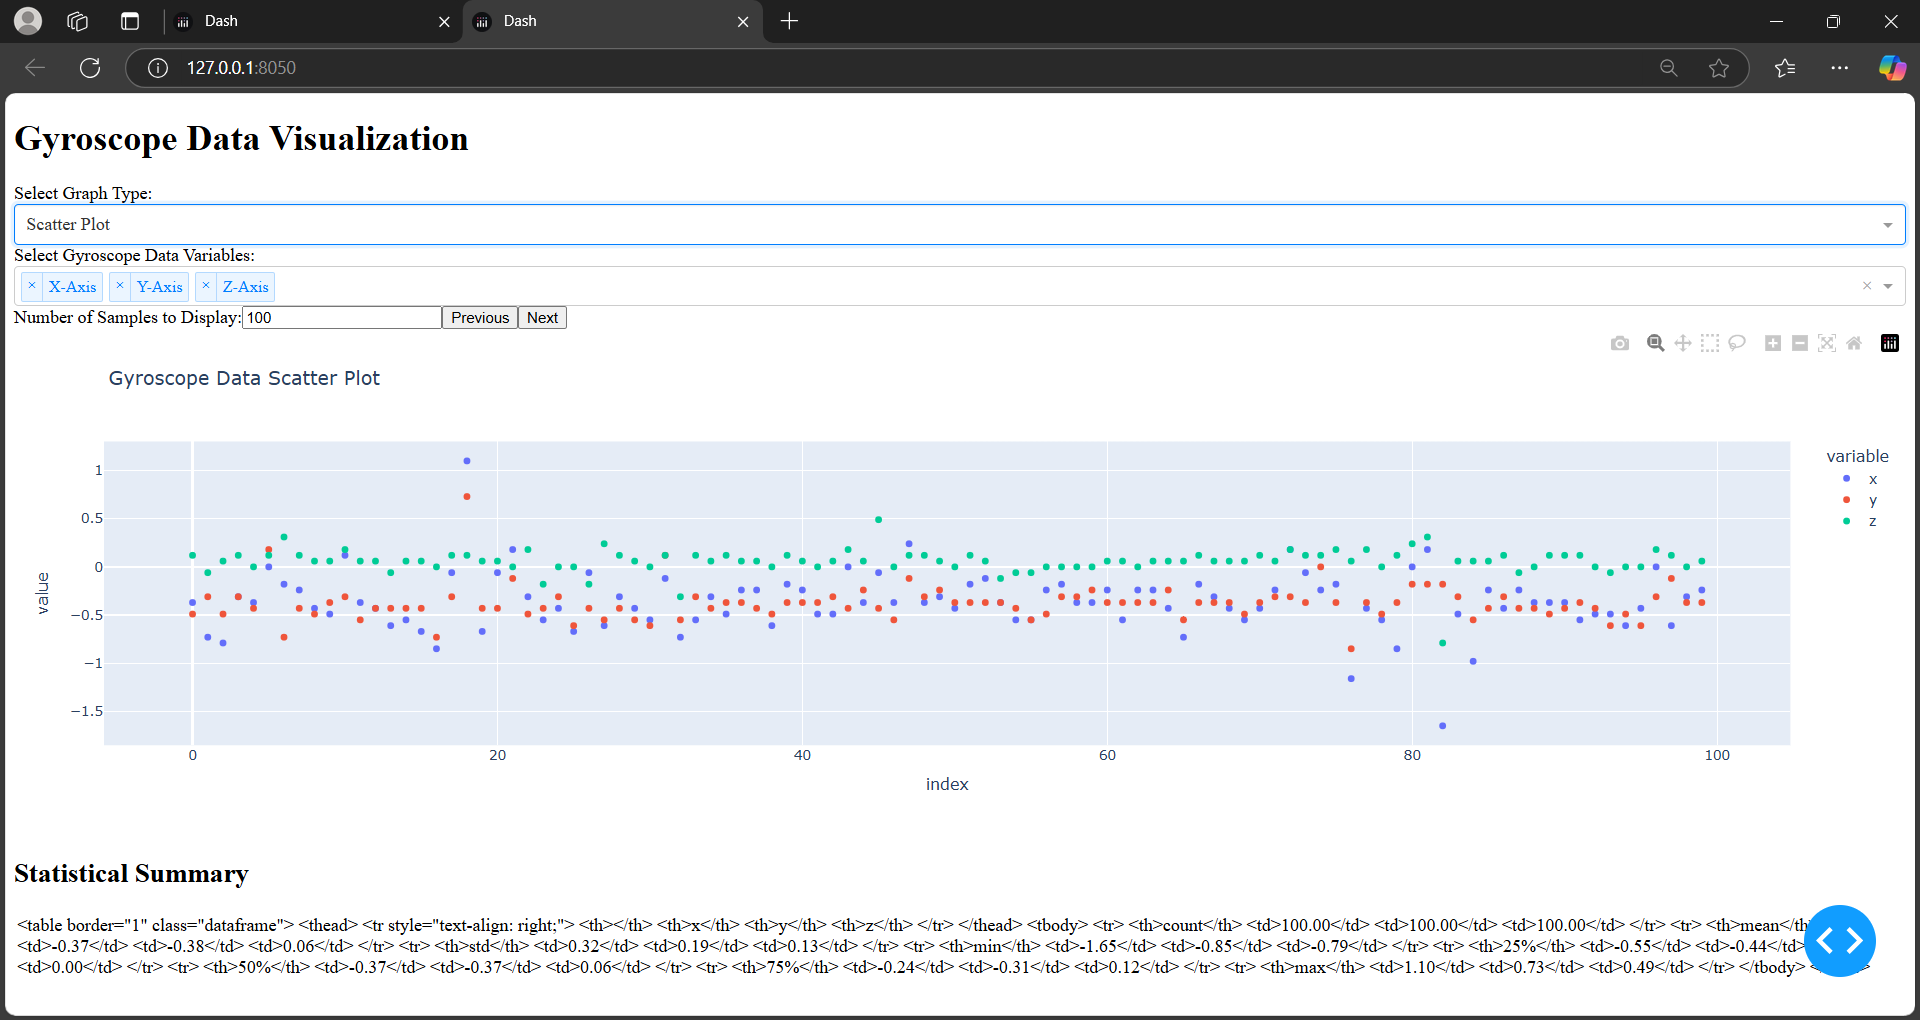 Dash
Dash
127.0.0.1:8050
Gyroscope Data Visualization
Select Graph Type:
Scatter Plot
Select Gyroscope Data Variables:
× X-Axis × Y-Axis × Z-Axis
Number of Samples to Display: 100 Previous Next
Gyroscope Data Scatter Plot
variable
x
y
z
value
1
0.5
0
−0.5
−1
−1.5
0 20 40 60 80 100
index
Statistical Summary
<table border="1" class="dataframe"> <thead> <tr style="text-align: right;"> <th></th> <th>x</th> <th>y</th> <th>z</th> </tr> </thead> <tbody> <tr> <th>count</th> <td>100.00</td> <td>100.00</td> <td>100.00</td> </tr> <tr> <th>mean</th
<td>-0.37</td> <td>-0.38</td> <td>0.06</td> </tr> <tr> <th>std</th> <td>0.32</td> <td>0.19</td> <td>0.13</td> </tr> <tr> <th>min</th> <td>-1.65</td> <td>-0.85</td> <td>-0.79</td> </tr> <tr> <th>25%</th> <td>-0.55</td> <td>-0.44</td>
<td>0.00</td> </tr> <tr> <th>50%</th> <td>-0.37</td> <td>-0.37</td> <td>0.06</td> </tr> <tr> <th>75%</th> <td>-0.24</td> <td>-0.31</td> <td>0.12</td> </tr> <tr> <th>max</th> <td>1.10</td> <td>0.73</td> <td>0.49</td> </tr> </tbody>